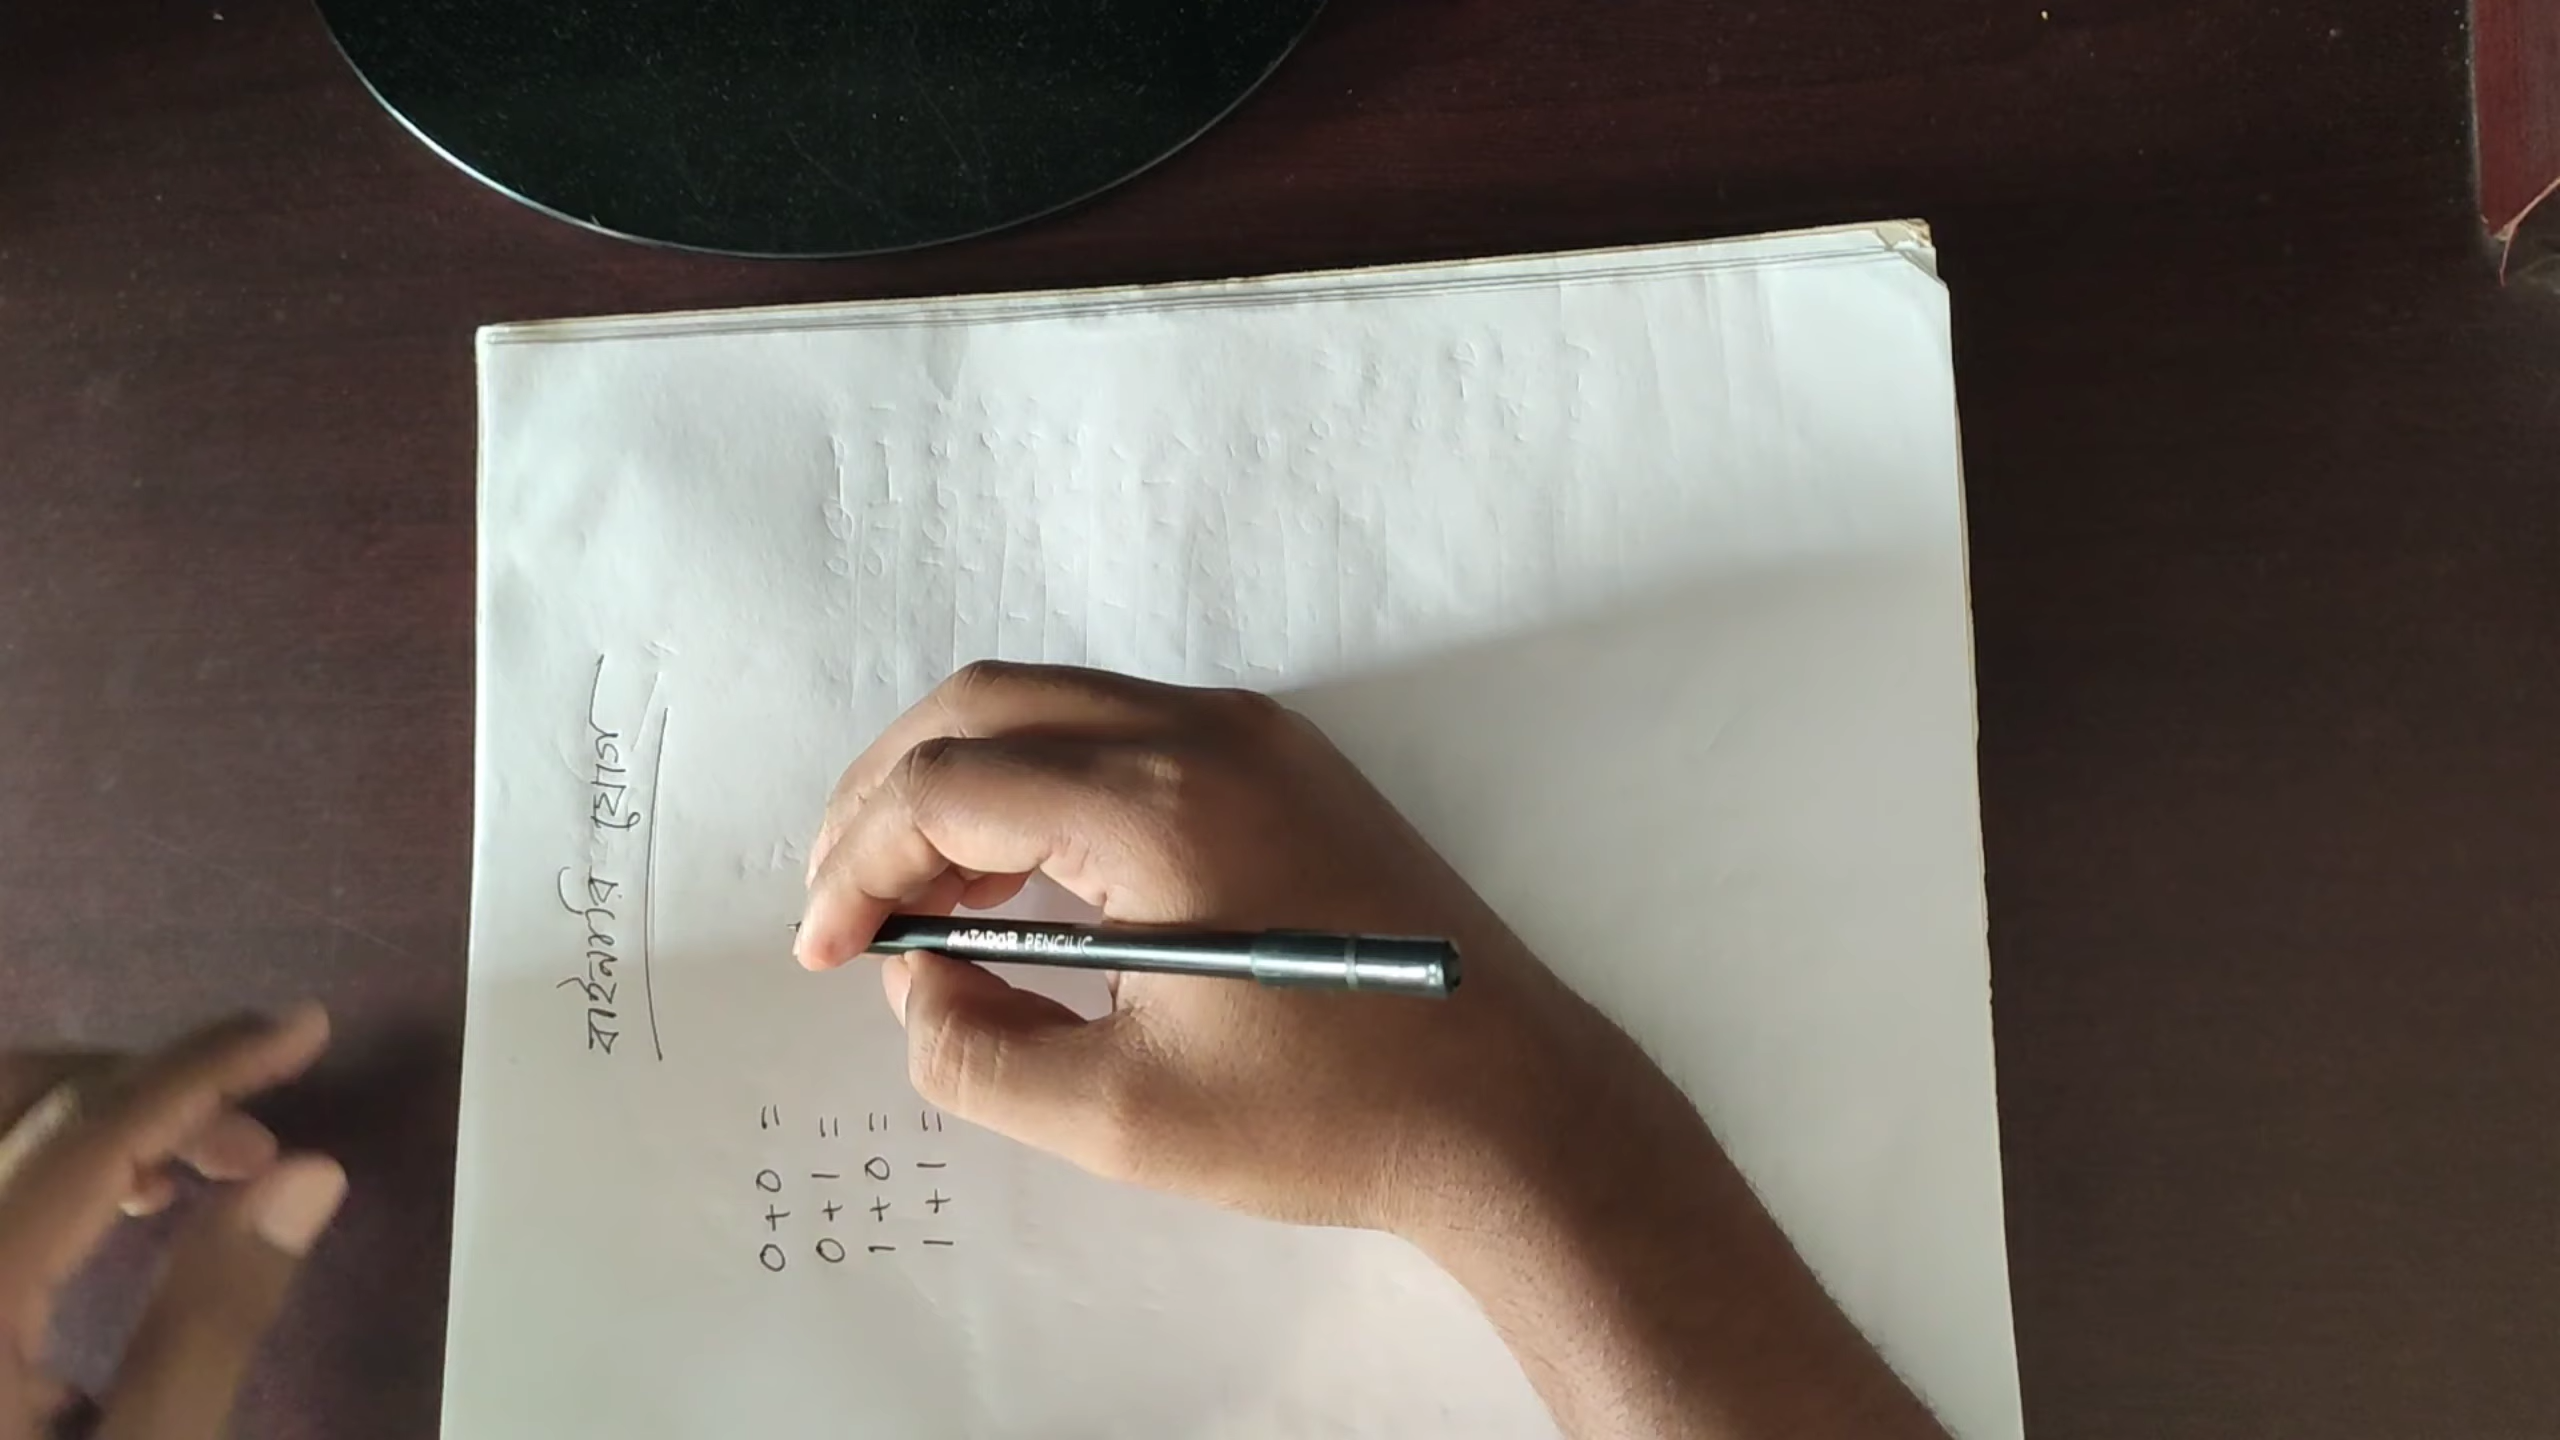 বাইনারি যোগ
0+0 =
0+1 =
1+0 =
1+1 =
MATADOR PENCILIC